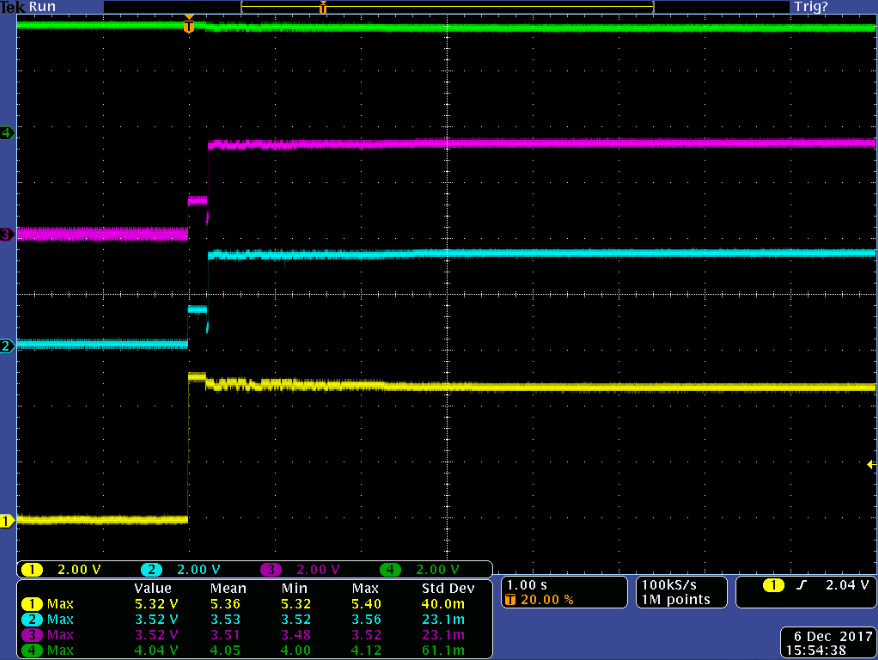 Tek Run Trig?
T
T
4
3
2
1
1 2.00 V 2 2.00 V 3 2.00 V 4 2.00 V
Value Mean Min Max Std Dev
1 Max 5.32 V 5.36 5.32 5.40 40.0m
2 Max 3.52 V 3.53 3.52 3.56 23.1m
3 Max 3.52 V 3.51 3.48 3.52 23.1m
4 Max 4.04 V 4.05 4.00 4.12 61.1m
1.00 s
T 20.00 %
100kS/s
1M points
1 2.04 V
6 Dec 2017
15:54:38